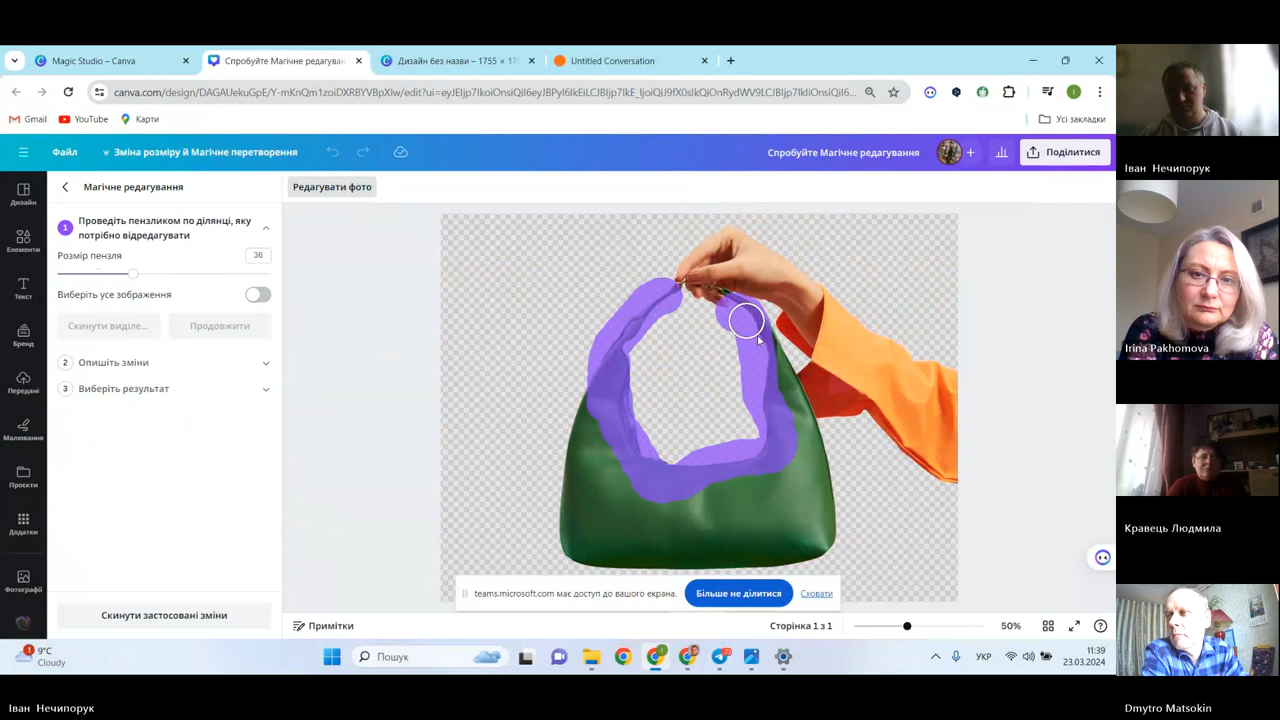 Magic Studio – Canva
Спробуйте Магічне редагуван
Дизайн без назви – 1755 × 17
Untitled Conversation
Gmail
YouTube
Карти
Усі закладки
Файл
Зміна розміру й Магічне перетворення
Спробуйте Магічне редагування
Поділитися
Дизайн
Елементи
Текст
Бренд
Передані
Малювання
Проєкти
Додатки
Фотографії
Магічне редагування
1
Проведіть пензликом по ділянці, яку
потрібно відредагувати
Розмір пензля
36
Виберіть усе зображення
Скинути виділе...
Продовжити
2 Опишіть зміни
3 Виберіть результат
Скинути застосовані зміни
Редагувати фото
teams.microsoft.com має доступ до вашого екрана.
Більше не ділитися
Сховати
Примітки
Сторінка 1 з 1
50%
9°C
Cloudy
Пошук
УКР
11:39
23.03.2024
Іван Нечипорук
Irina Pakhomova
Кравець Людмила
Dmytro Matsokin
Іван Нечипорук